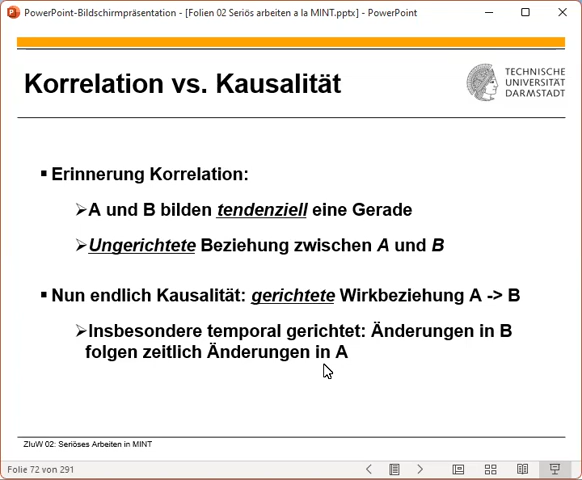 PowerPoint-Bildschirmpräsentation - [Folien 02 Seriös arbeiten a la MINT.pptx] - PowerPoint
Korrelation vs. Kausalität
TECHNISCHE
UNIVERSITÄT
DARMSTADT
▪ Erinnerung Korrelation:
➢A und B bilden tendenziell eine Gerade
➢Ungerichtete Beziehung zwischen A und B
▪ Nun endlich Kausalität: gerichtete Wirkbeziehung A -> B
➢Insbesondere temporal gerichtet: Änderungen in B
folgen zeitlich Änderungen in A
ZIuW 02: Seriöses Arbeiten in MINT
Folie 72 von 291